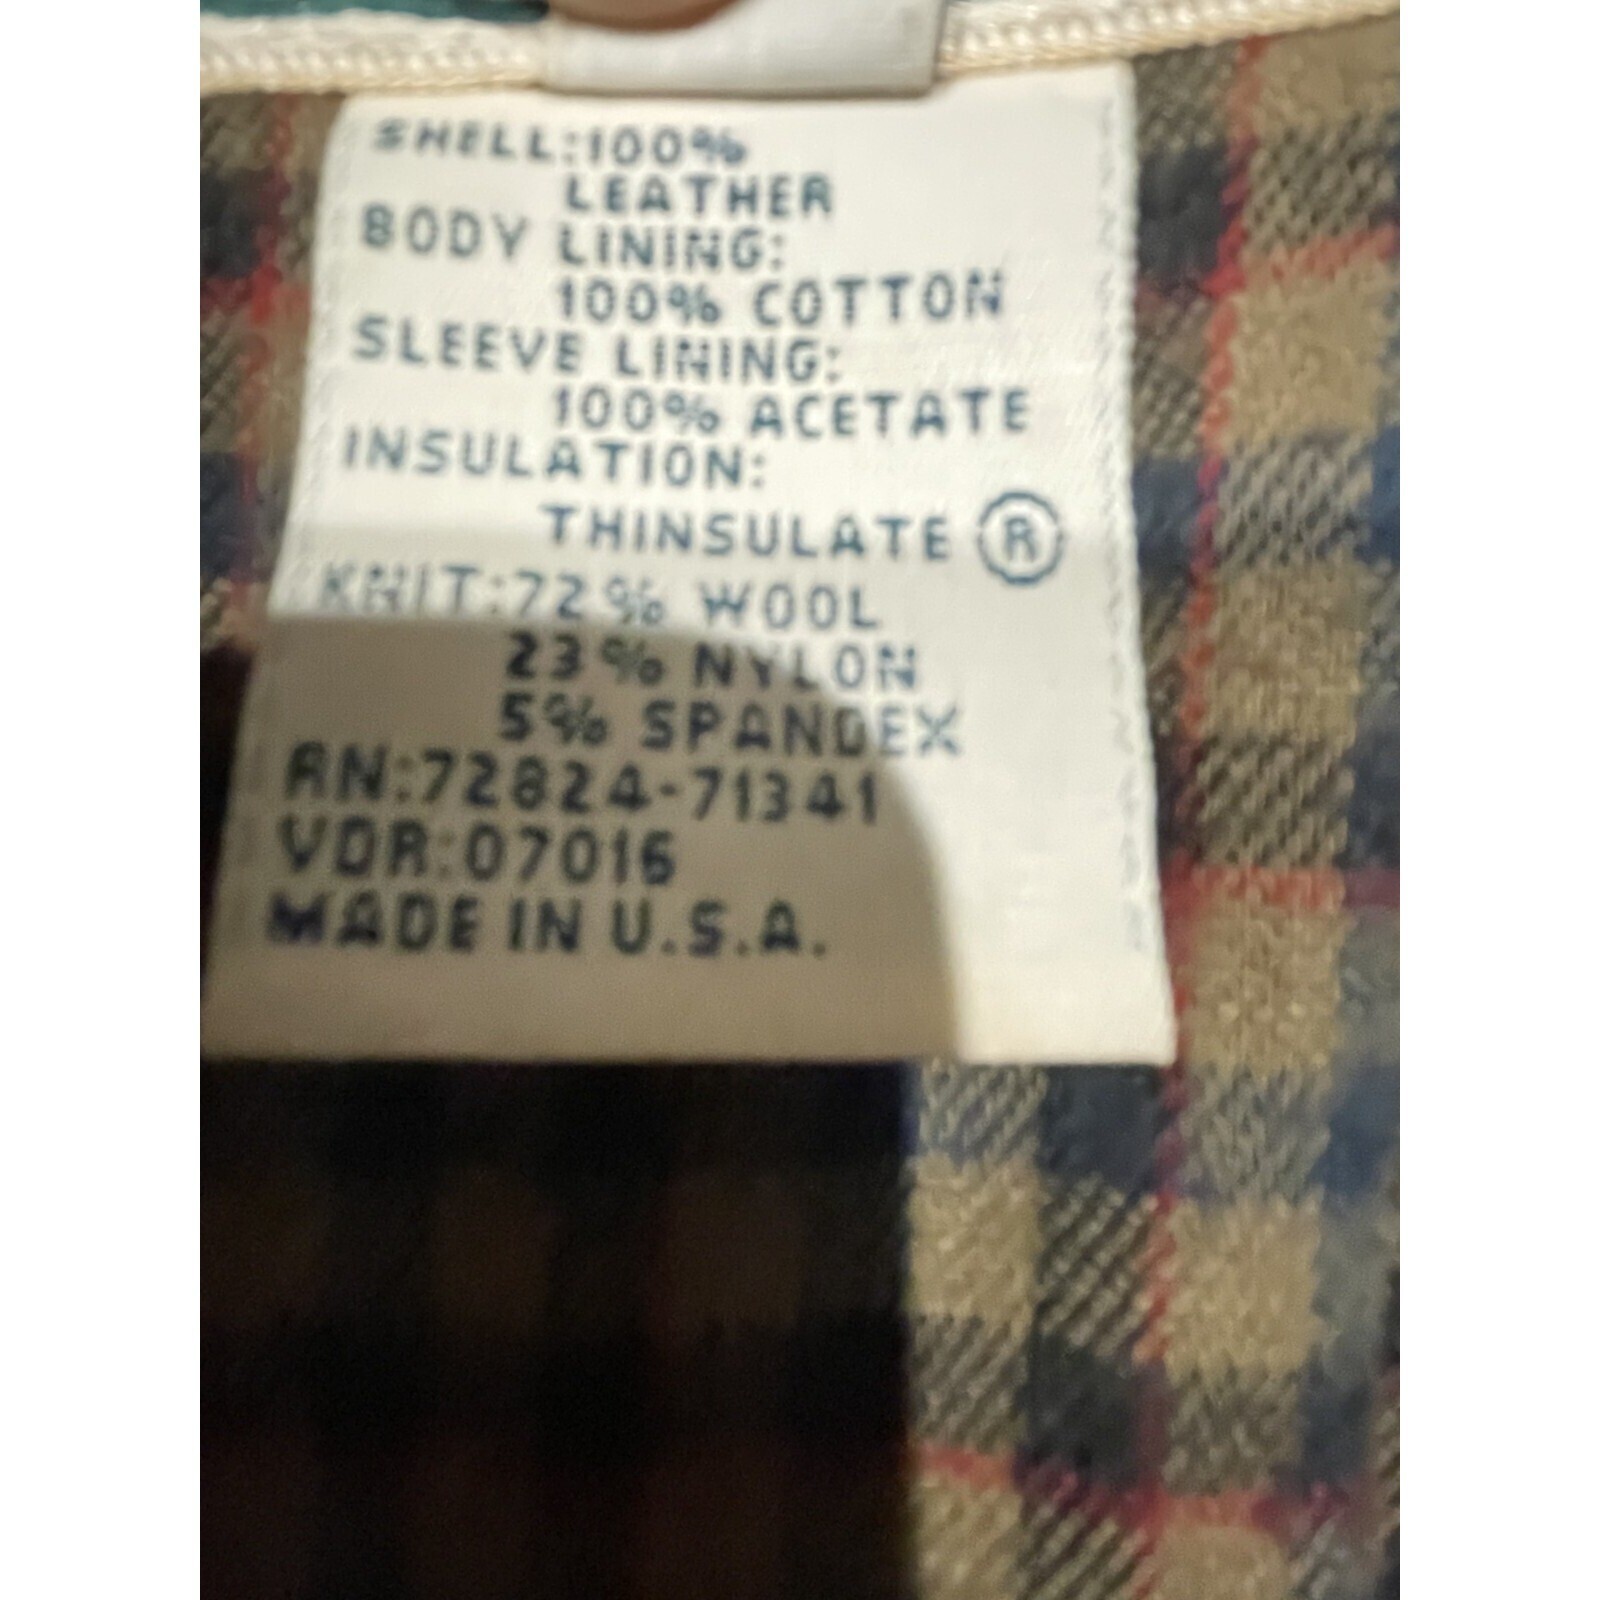 SHELL:100%
LEATHER
BODY LINING:
100% COTTON
SLEEVE LINING:
100% ACETATE
INSULATION:
THINSULATE ®
KNIT:72% WOOL
23% NYLON
5% SPANDEX
RN:72824-71341
VDR:07016
MADE IN U.S.A.